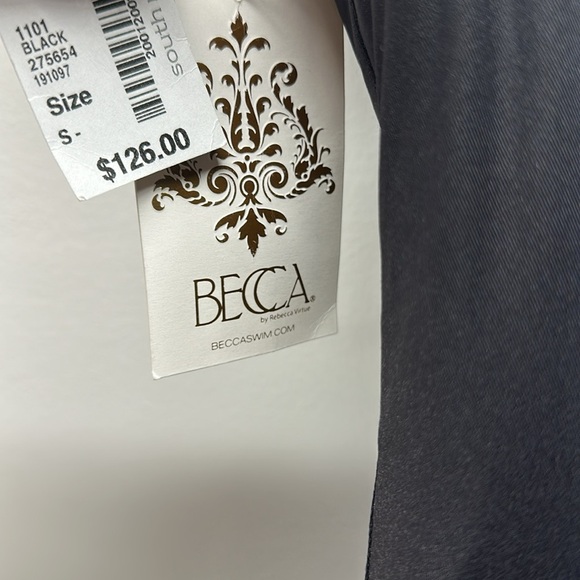 1101
BLACK
275654
191097
Size
S-
$126.00
south
BECCA®
by Rebecca Virtue
BECCASWIM.COM